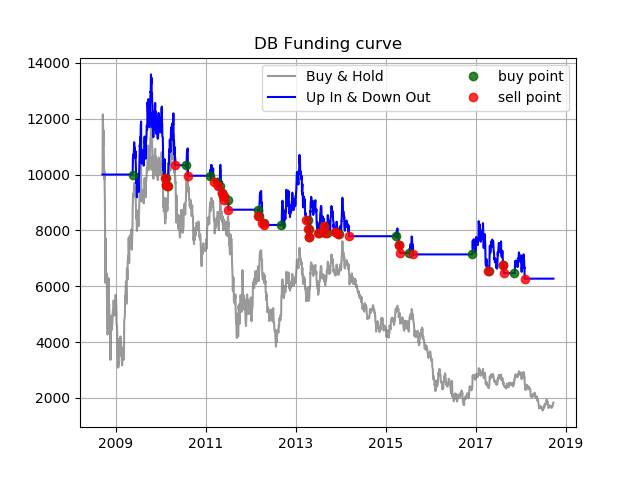 DB Funding curve
Buy & Hold
Up In & Down Out
buy point
sell point
14000
12000
10000
8000
6000
4000
2000
2009 2011 2013 2015 2017 2019